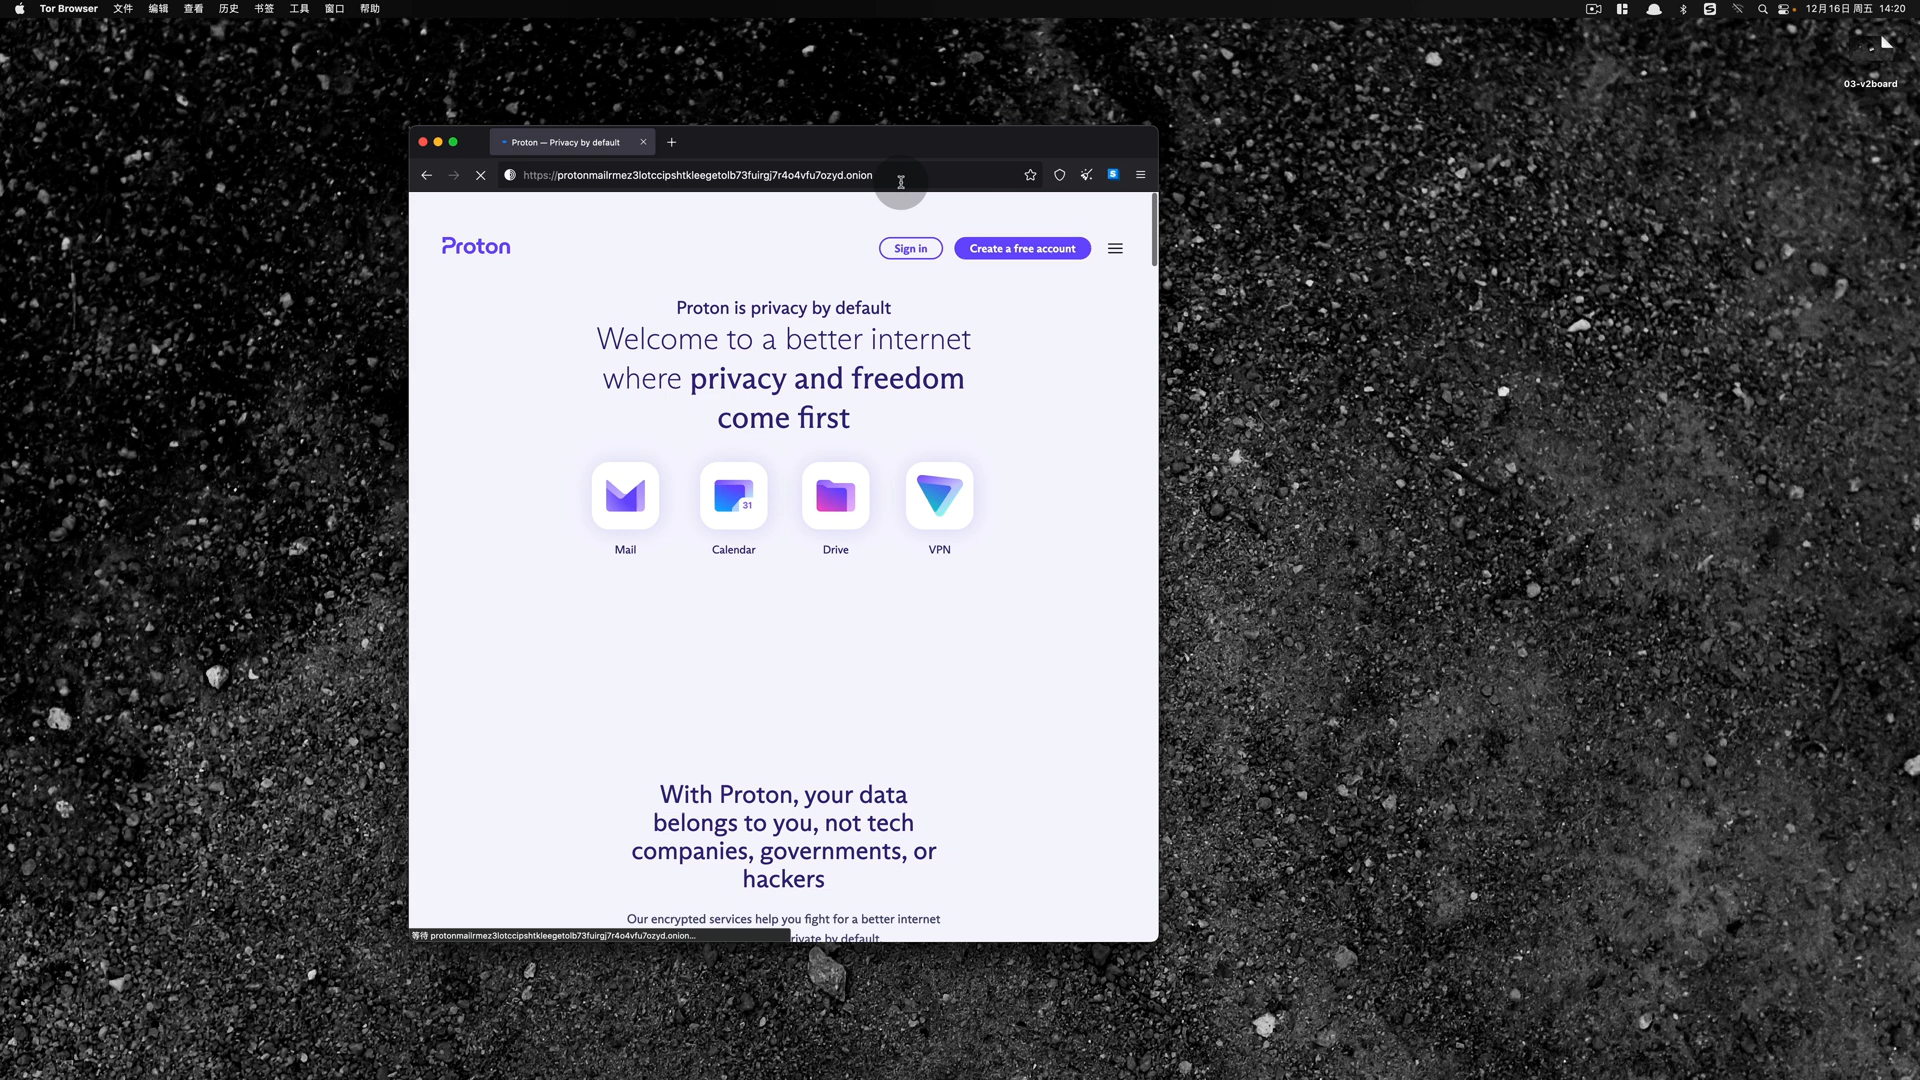 Tor Browser 文件 编辑 查看 历史 书签 工具 窗口 帮助
12月16日 周五 14:20
03-v2board
Proton — Privacy by default
https://protonmailrmez3lotccipshtkleegetolb73fuirgj7r4o4vfu7ozyd.onion
Proton
Sign in
Create a free account
Proton is privacy by default
Welcome to a better internet
where privacy and freedom
come first
31
Mail
Calendar
Drive
VPN
With Proton, your data
belongs to you, not tech
companies, governments, or
hackers
Our encrypted services help you fight for a better internet
等待 protonmailrmez3lotccipshtkleegetolb73fuirgj7r4o4vfu7ozyd.onion...
rivate by default